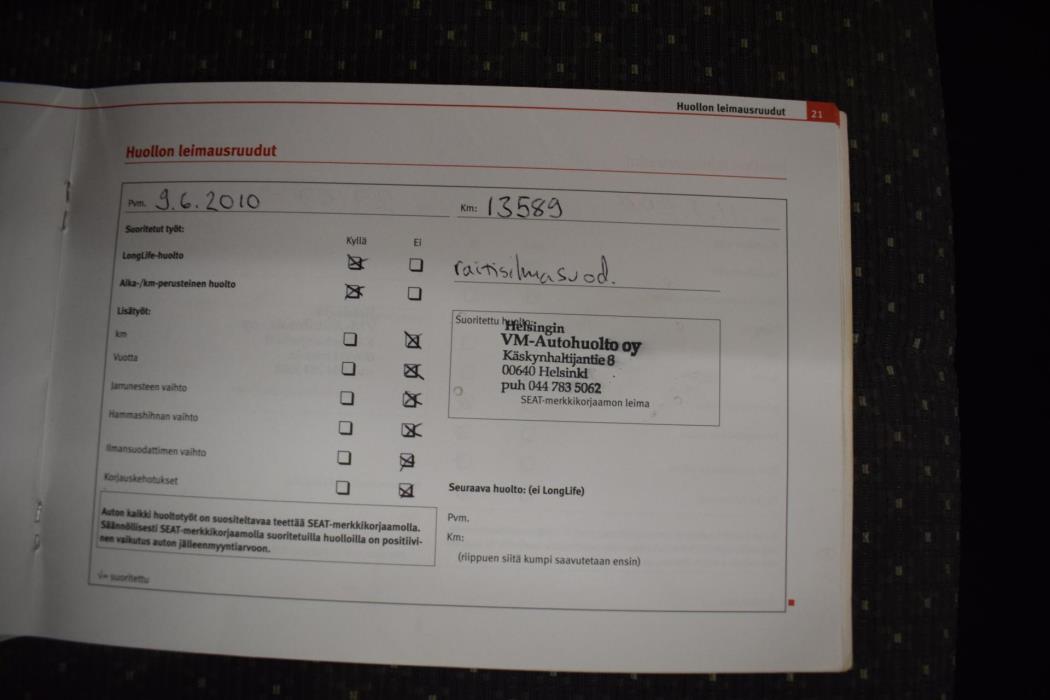 Huollon leimausruudut 21
Huollon leimausruudut
Pvm. 9.6.2010 Km: 13589
Suoritetut työt:
Kyllä Ei
LongLife-huolto
raitisilmasuod.
Aika-/km-perusteinen huolto
Lisätyöt:
km
Vuotta
Jarrunesteen vaihto
Hammashihnan vaihto
Ilmansuodattimen vaihto
Korjauskehotukset
Suoritettu huolto:
Helsingin
VM-Autohuolto oy
Käskynhaltijantie 8
00640 Helsinki
puh 044 783 5062
SEAT-merkkikorjaamon leima
Seuraava huolto: (ei LongLife)
Pvm.
Km:
(riippuen siitä kumpi saavutetaan ensin)
Auton kaikki huoltotyöt on suositeltavaa teettää SEAT-merkkikorjaamolla.
Säännöllisesti SEAT-merkkikorjaamolla suoritetuilla huolloilla on positiivi-
nen vaikutus auton jälleenmyyntiarvoon.
√= suoritettu